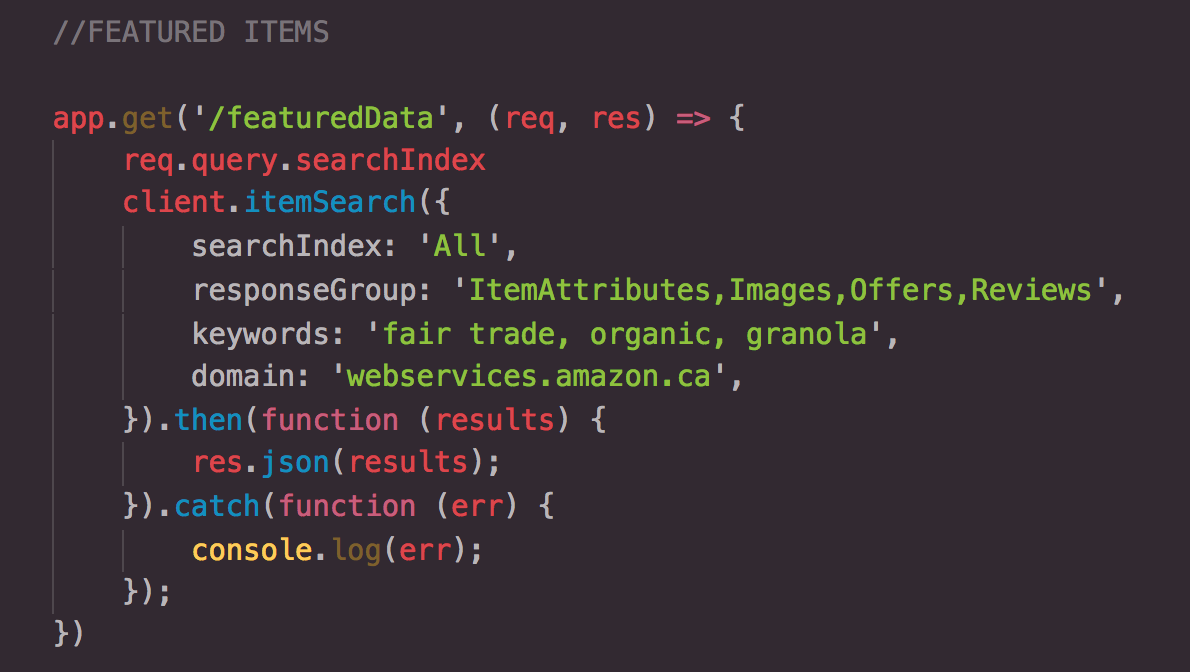 //FEATURED ITEMS

app.get('/featuredData', (req, res) => {
    req.query.searchIndex
    client.itemSearch({
        searchIndex: 'All',
        responseGroup: 'ItemAttributes,Images,Offers,Reviews',
        keywords: 'fair trade, organic, granola',
        domain: 'webservices.amazon.ca',
    }).then(function (results) {
        res.json(results);
    }).catch(function (err) {
        console.log(err);
    });
})